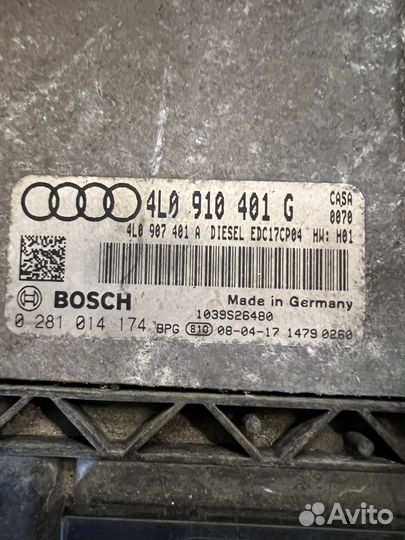 4L0 910 401 G CASA
0070
4L0 907 401 A DIESEL EDC17CP04 HW: H01
BOSCH Made in Germany
1039S26480
0 281 014 174 BPG 810 08-04-17 1479 0260
Avito